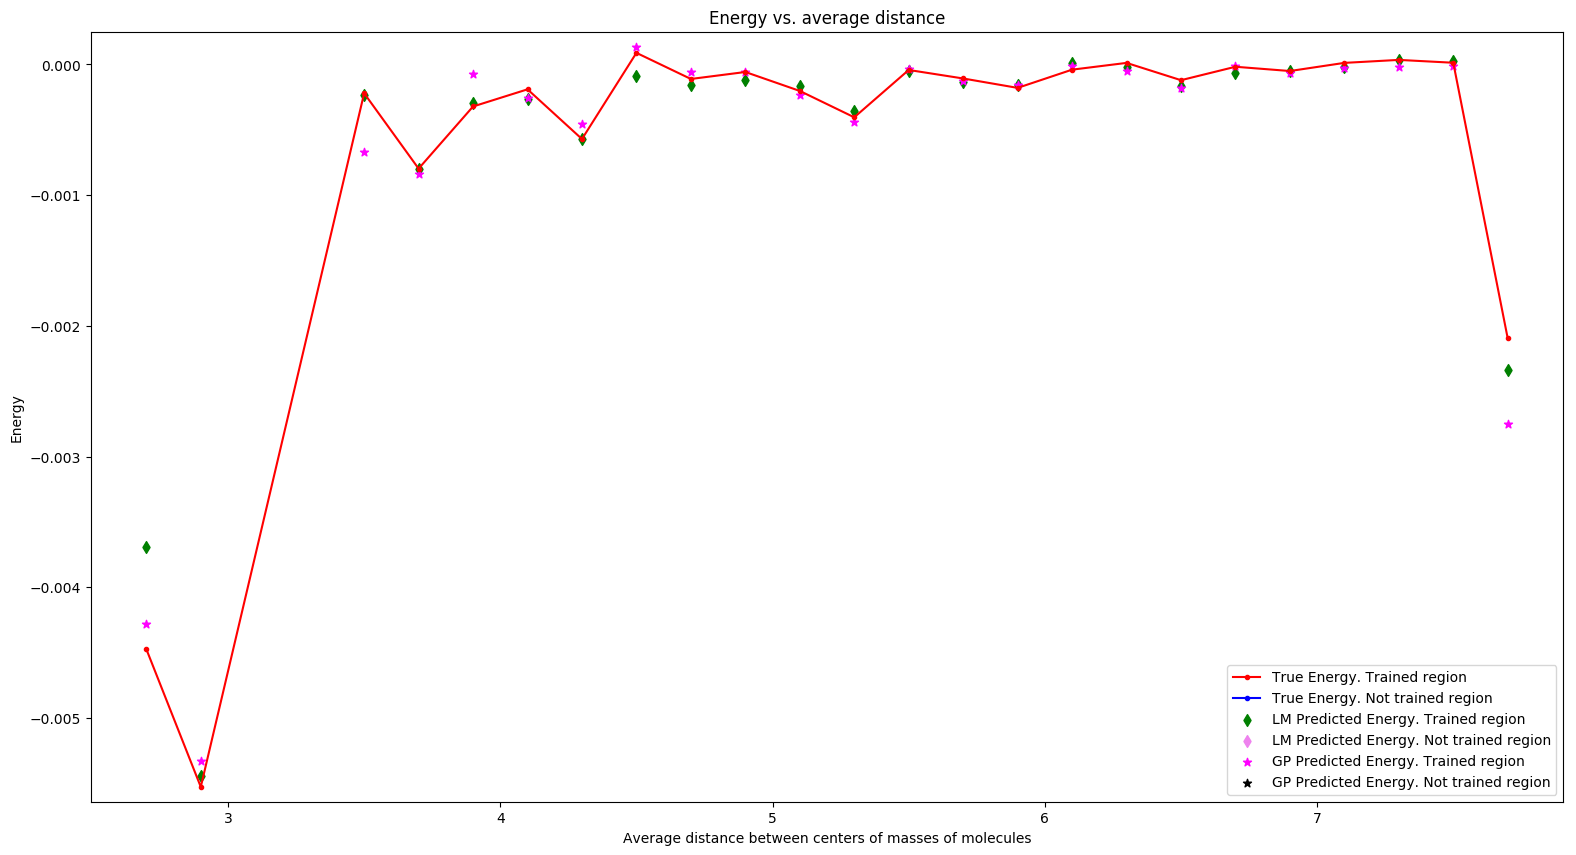 Energy vs. average distance
0.000
−0.001
−0.002
−0.003
−0.004
−0.005
Energy
3
4
5
6
7
Average distance between centers of masses of molecules
True Energy. Trained region
True Energy. Not trained region
LM Predicted Energy. Trained region
LM Predicted Energy. Not trained region
GP Predicted Energy. Trained region
GP Predicted Energy. Not trained region